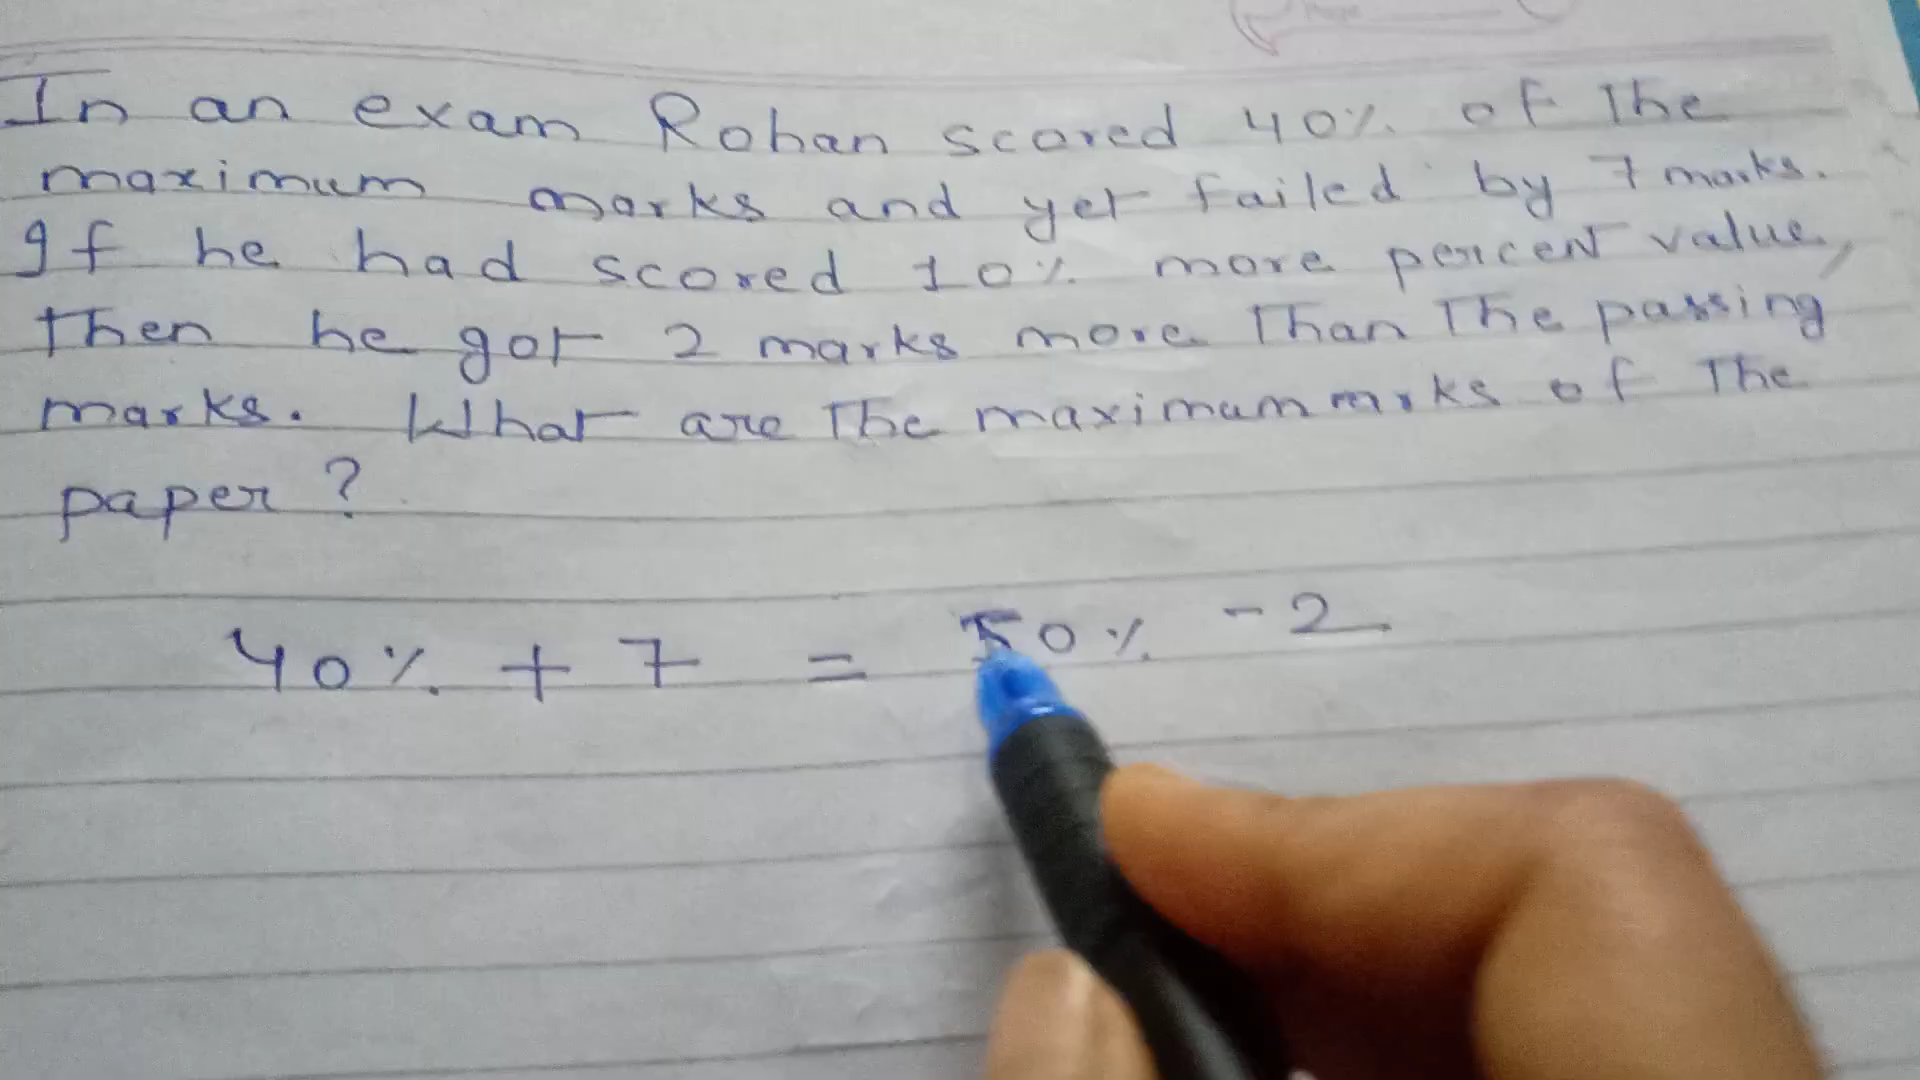 In an exam Rohan scored 40% of The
maximum marks and yet failed by 7 marks.
If he had scored 10% more percent value,
Then he got 2 marks more Than The passing
marks. What are The maximum marks of The
paper ?
40% + 7 = 50% - 2